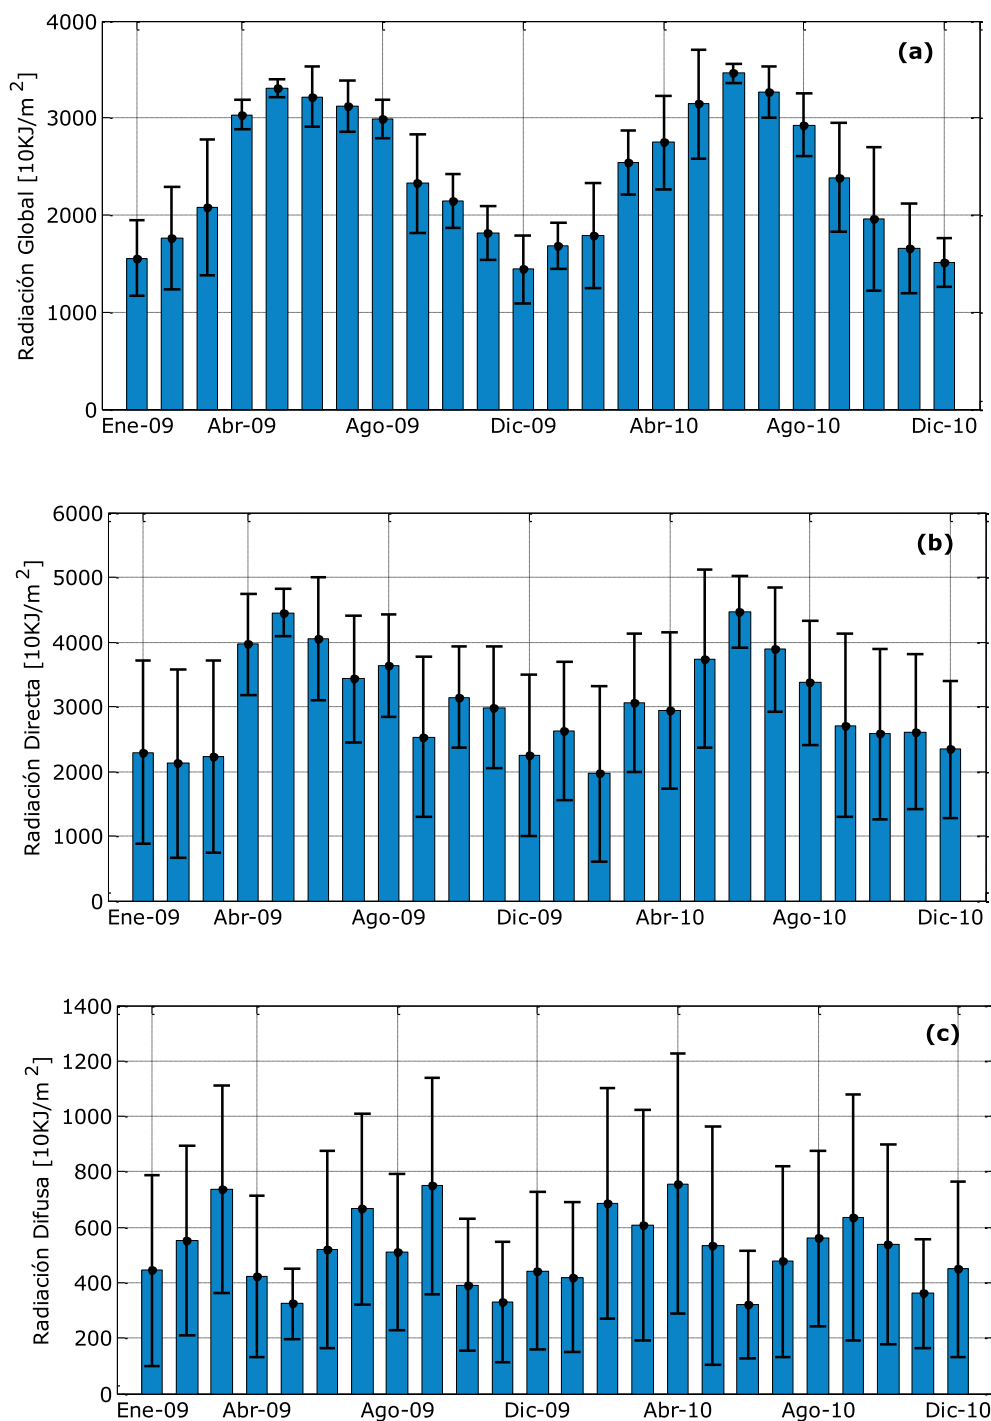 4000
(a)
3000
2000
1000
0
Radiación Global [10KJ/m 2]
Ene-09 Abr-09 Ago-09 Dic-09 Abr-10 Ago-10 Dic-10
6000
(b)
5000
4000
3000
2000
1000
0
Radiación Directa [10KJ/m 2]
Ene-09 Abr-09 Ago-09 Dic-09 Abr-10 Ago-10 Dic-10
1400
(c)
1200
1000
800
600
400
200
0
Radiación Difusa [10KJ/m 2]
Ene-09 Abr-09 Ago-09 Dic-09 Abr-10 Ago-10 Dic-10